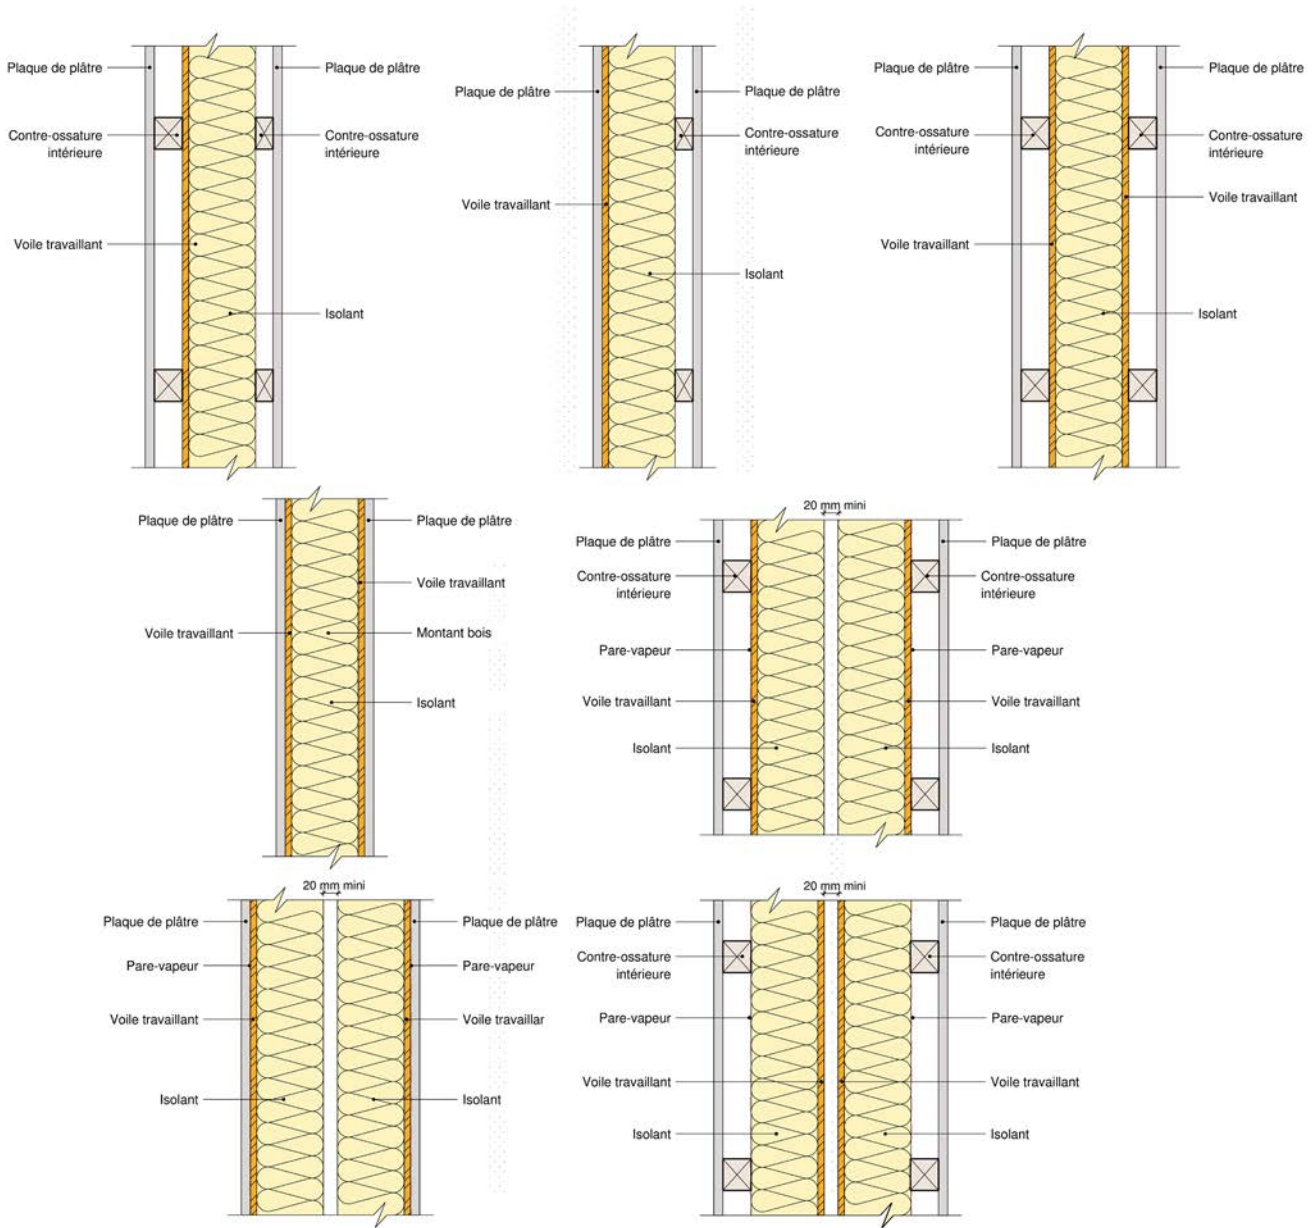 Plaque de plâtre
Contre-ossature
intérieure
Voile travaillant
Plaque de plâtre
Contre-ossature
intérieure
Isolant
Plaque de plâtre
Voile travaillant
Plaque de plâtre
Contre-ossature
intérieure
Isolant
Plaque de plâtre
Contre-ossature
intérieure
Voile travaillant
Plaque de plâtre
Contre-ossature
intérieure
Voile travaillant
Isolant
Plaque de plâtre
Voile travaillant
Plaque de plâtre
Voile travaillant
Montant bois
Isolant
20 mm mini
Plaque de plâtre
Contre-ossature
intérieure
Pare-vapeur
Voile travaillant
Isolant
Plaque de plâtre
Contre-ossature
intérieure
Pare-vapeur
Voile travaillant
Isolant
20 mm mini
Plaque de plâtre
Pare-vapeur
Voile travaillant
Isolant
Plaque de plâtre
Pare-vapeur
Voile travaillar
Isolant
20 mm mini
Plaque de plâtre
Contre-ossature
intérieure
Pare-vapeur
Voile travaillant
Isolant
Plaque de plâtre
Contre-ossature
intérieure
Pare-vapeur
Voile travaillant
Isolant